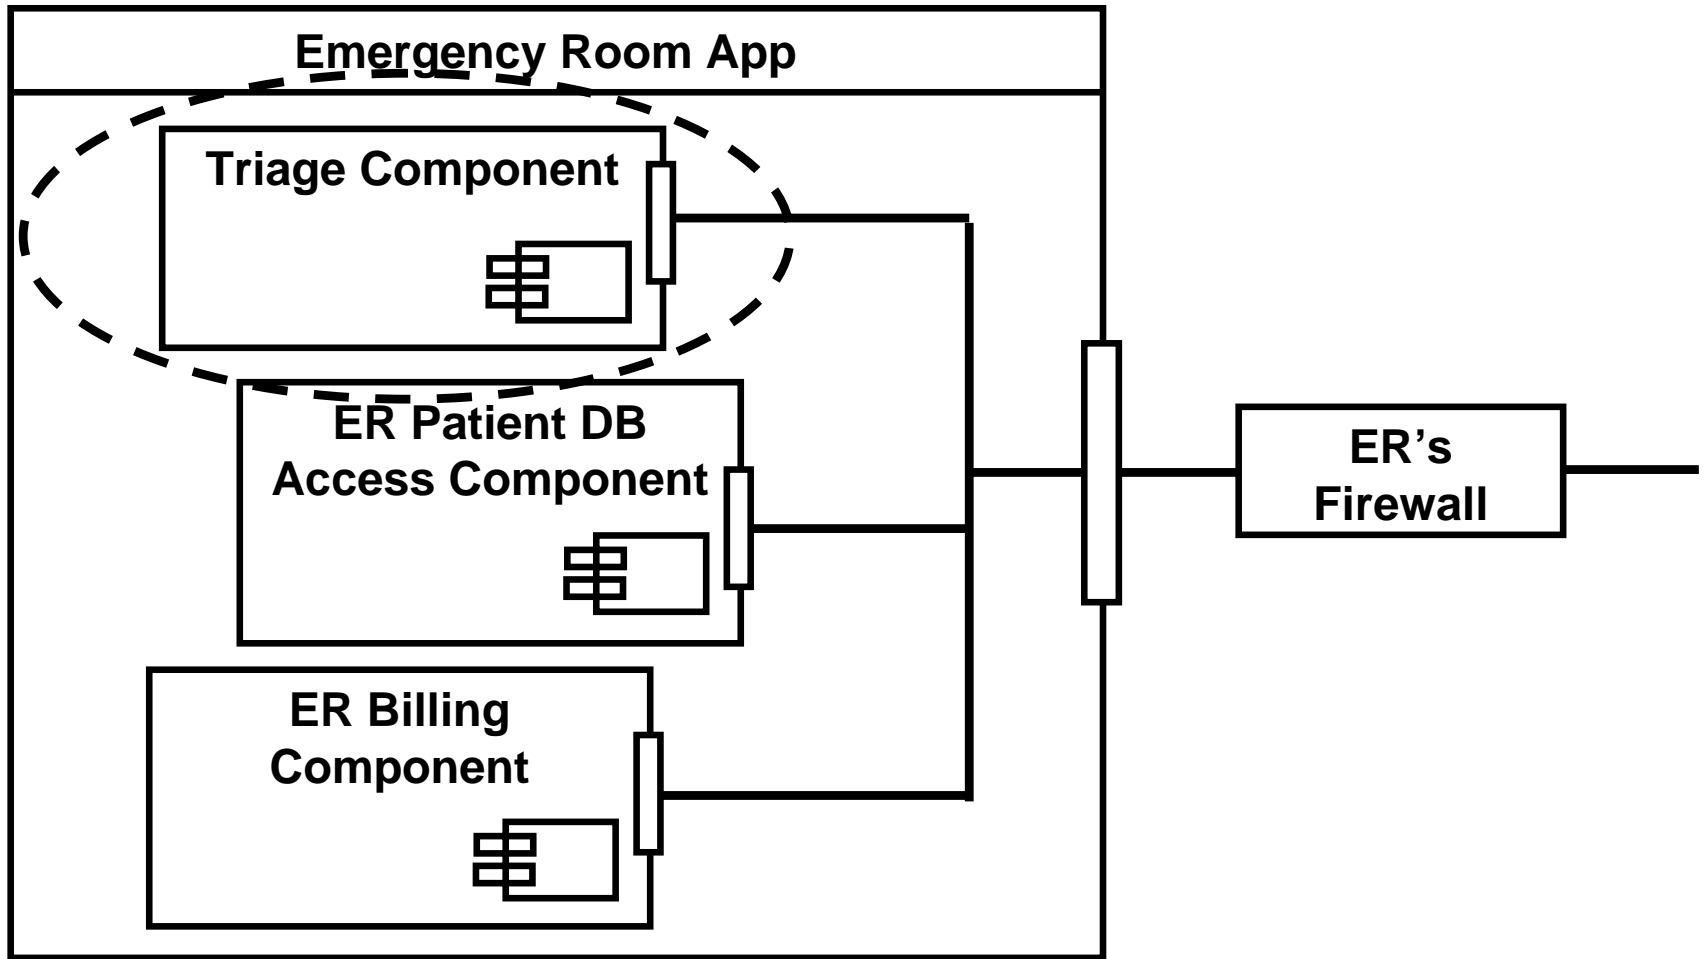 Emergency Room App
Triage Component
ER Patient DB
Access Component
ER's
Firewall
ER Billing
Component